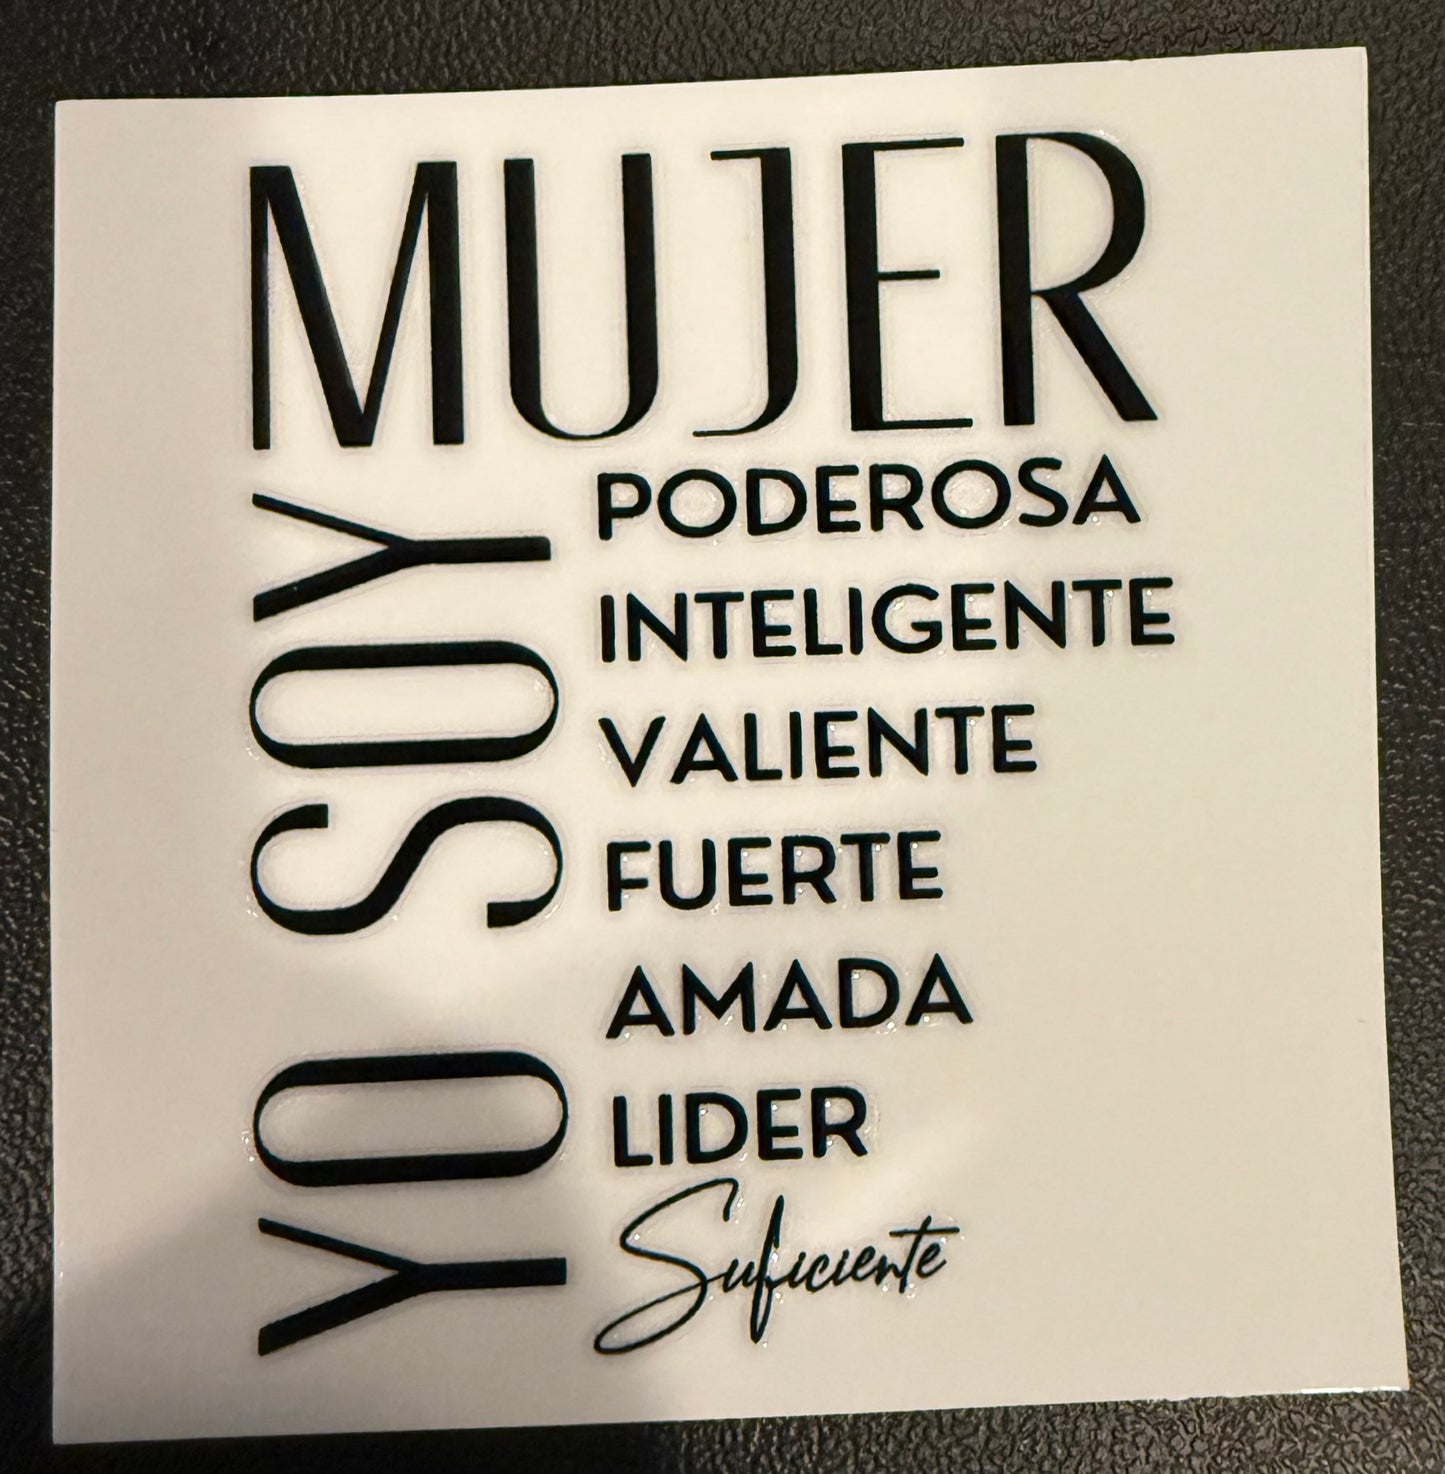 MUJER
YO SOY
PODEROSA
INTELIGENTE
VALIENTE
FUERTE
AMADA
LIDER
Suficiente